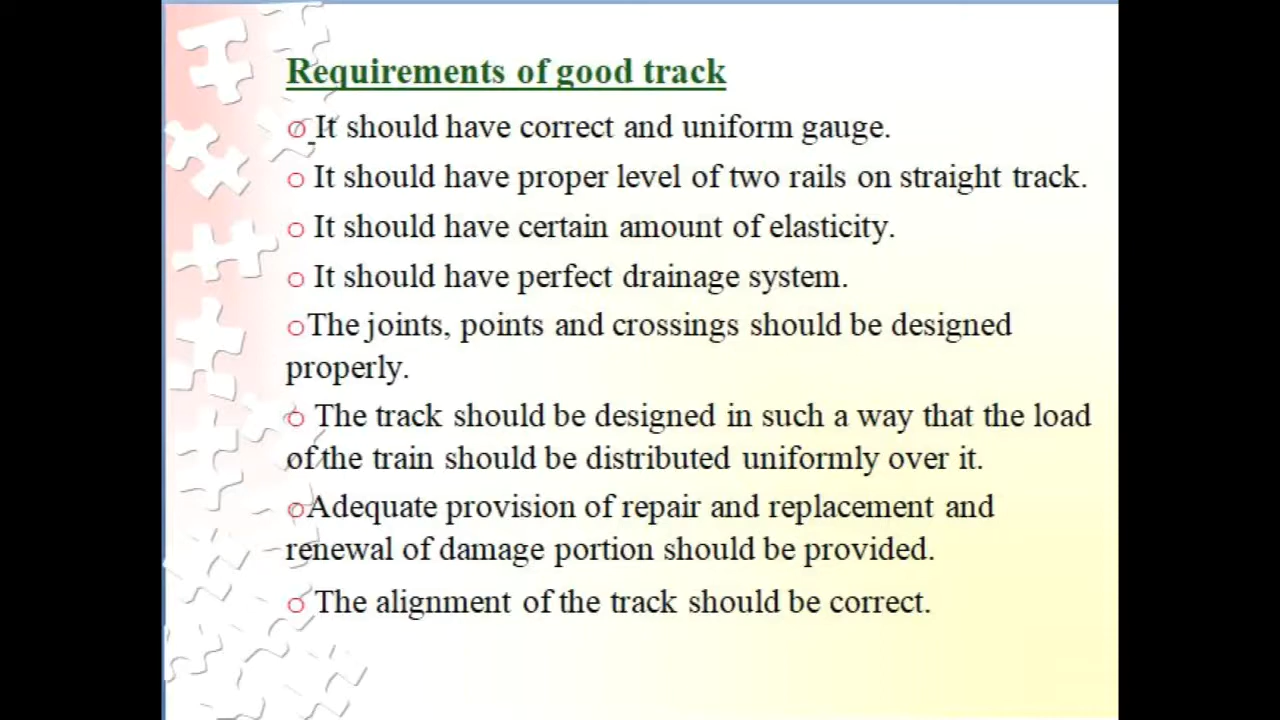 Requirements of good track
o It should have correct and uniform gauge.
o It should have proper level of two rails on straight track.
o It should have certain amount of elasticity.
o It should have perfect drainage system.
oThe joints, points and crossings should be designed
properly.
o The track should be designed in such a way that the load
of the train should be distributed uniformly over it.
oAdequate provision of repair and replacement and
renewal of damage portion should be provided.
o The alignment of the track should be correct.